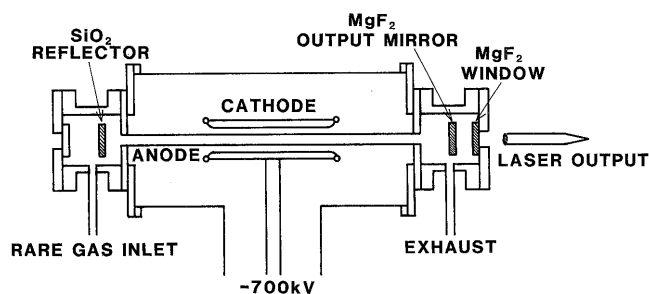 SiO₂
REFLECTOR
MgF₂
OUTPUT MIRROR
MgF₂
WINDOW
CATHODE
ANODE
LASER OUTPUT
RARE GAS INLET
EXHAUST
-700kV